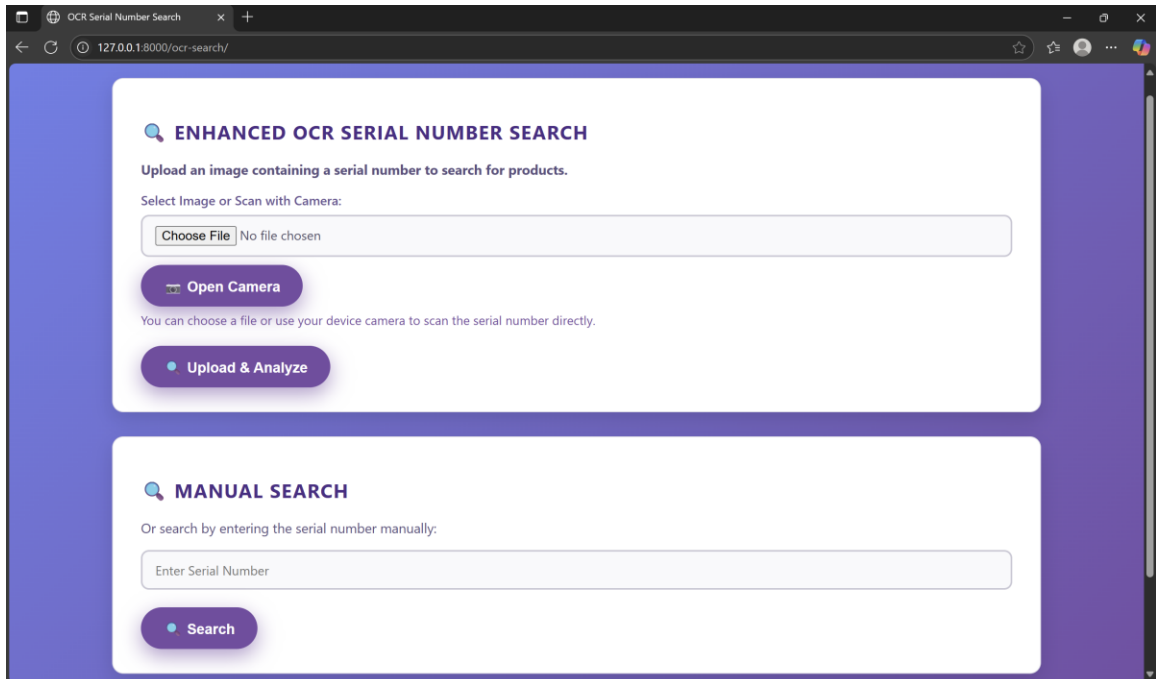 OCR Serial Number Search
127.0.0.1:8000/ocr-search/
ENHANCED OCR SERIAL NUMBER SEARCH
Upload an image containing a serial number to search for products.
Select Image or Scan with Camera:
Choose File No file chosen
Open Camera
You can choose a file or use your device camera to scan the serial number directly.
Upload & Analyze
MANUAL SEARCH
Or search by entering the serial number manually:
Enter Serial Number
Search